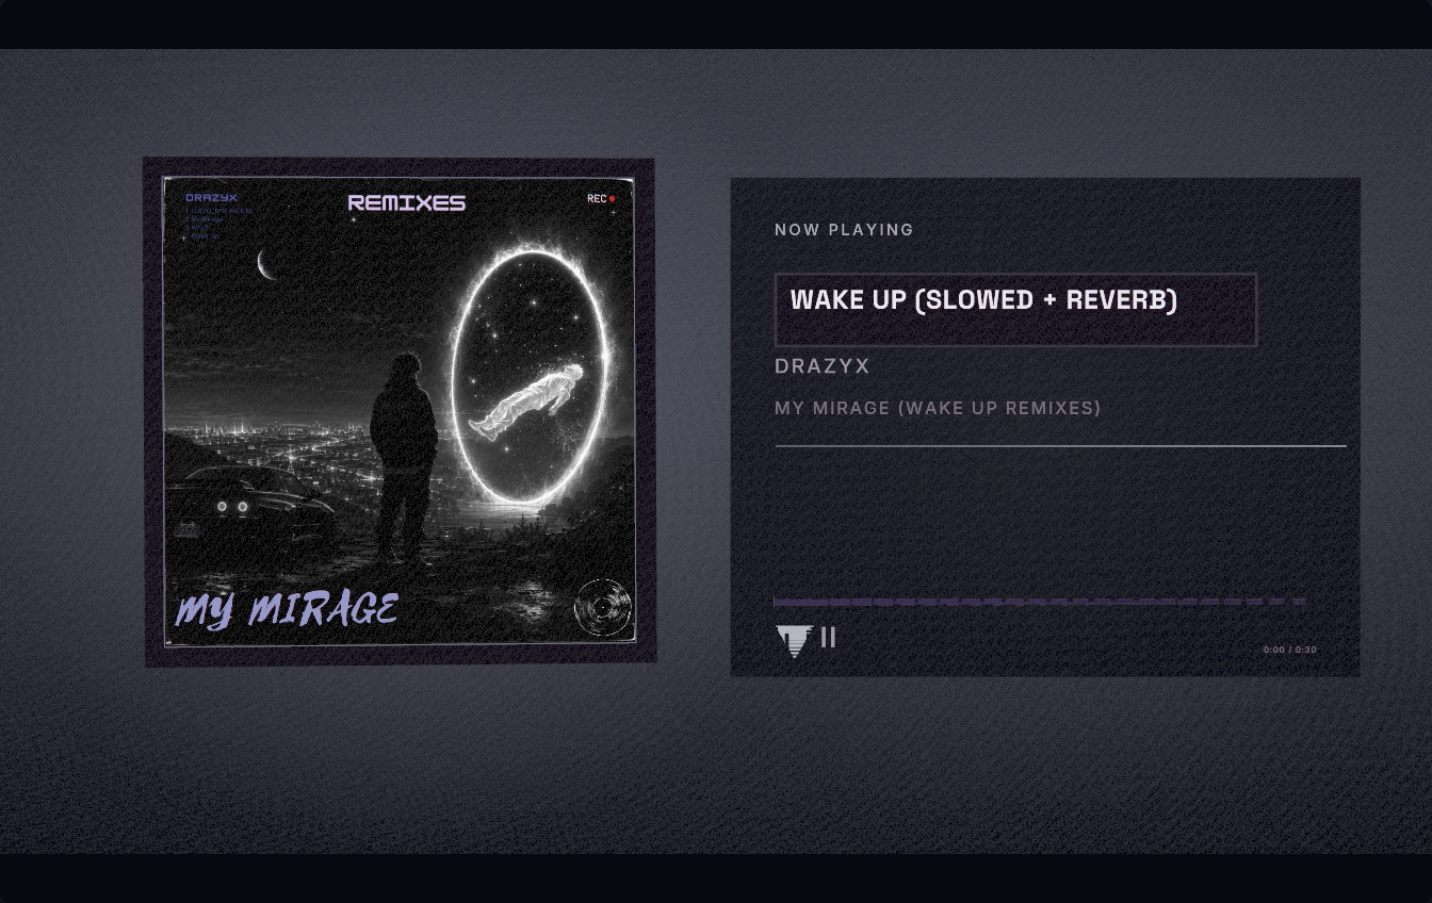 DRAZYX
REMIXES
REC
MY MIRAGE
NOW PLAYING
WAKE UP (SLOWED + REVERB)
DRAZYX
MY MIRAGE (WAKE UP REMIXES)
0:00 / 0:30